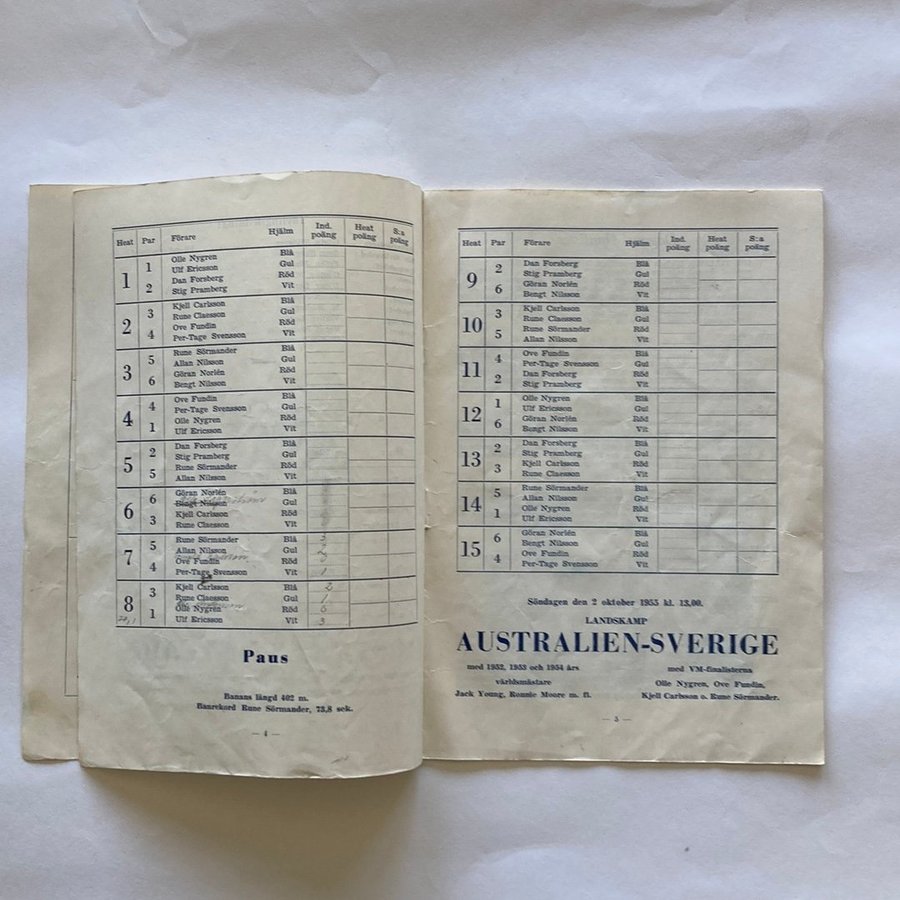 Heat Par Förare Hjälm Ind. poäng Heat poäng S:a poäng
1 1 Olle Nygren Blå
Ulf Ericsson Gul
2 Dan Forsberg Röd
Stig Pramberg Vit
2 3 Kjell Carlsson Blå
Rune Claesson Gul
4 Ove Fundin Röd
Per-Tage Svensson Vit
3 5 Rune Sörmander Blå
Allan Nilsson Gul
6 Göran Norlén Röd
Bengt Nilsson Vit
4 4 Ove Fundin Blå
Per-Tage Svensson Gul
1 Olle Nygren Röd
Ulf Ericsson Vit
5 2 Dan Forsberg Blå
Stig Pramberg Gul
5 Rune Sörmander Röd
Allan Nilsson Vit
6 6 Göran Norlén Blå
Bengt Nilsson Gul
3 Kjell Carlsson Röd
Rune Claesson Vit
7 5 Rune Sörmander Blå
Allan Nilsson Gul
4 Ove Fundin Röd
Per-Tage Svensson Vit 1
8 3 Kjell Carlsson Blå 2
Rune Claesson Gul 1
1 Olle Nygren Röd
Ulf Ericsson Vit 3
Paus
Banans längd 402 m.
Banrekord Rune Sörmander, 73,8 sek.
— 4 —
Heat Par Förare Hjälm Ind. poäng Heat poäng S:a poäng
9 2 Dan Forsberg Blå
Stig Pramberg Gul
6 Göran Norlén Röd
Bengt Nilsson Vit
10 3 Kjell Carlsson Blå
Rune Claesson Gul
5 Rune Sörmander Röd
Allan Nilsson Vit
11 4 Ove Fundin Blå
Per-Tage Svensson Gul
2 Dan Forsberg Röd
Stig Pramberg Vit
12 1 Olle Nygren Blå
Ulf Ericsson Gul
6 Göran Norlén Röd
Bengt Nilsson Vit
13 2 Dan Forsberg Blå
Stig Pramberg Gul
3 Kjell Carlsson Röd
Rune Claesson Vit
14 5 Rune Sörmander Blå
Allan Nilsson Gul
1 Olle Nygren Röd
Ulf Ericsson Vit
15 6 Göran Norlén Blå
Bengt Nilsson Gul
4 Ove Fundin Röd
Per-Tage Svensson Vit
Söndagen den 2 oktober 1955 kl. 13,00.
LANDSKAMP
AUSTRALIEN-SVERIGE
med 1952, 1953 och 1954 års
världsmästare
Jack Young, Ronnie Moore m. fl.
med VM-finalisterna
Olle Nygren, Ove Fundin,
Kjell Carlsson o. Rune Sörmander.
— 5 —